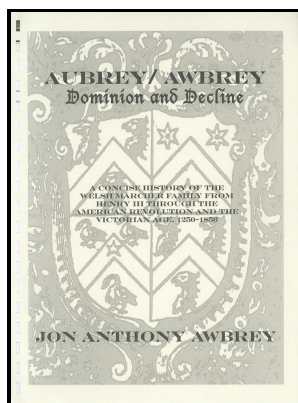 AUBREY/ AWBREY
Dominion and Decline
A CONCISE HISTORY OF THE
WELSH MARCHER FAMILY FROM
HENRY III THROUGH THE
AMERICAN REVOLUTION AND THE
VICTORIAN AGE, 1250-1856
JON ANTHONY AWBREY